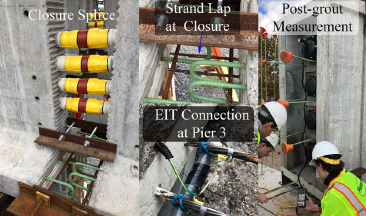 Closure Splice
Strand Lap
at Closure
EIT Connection
at Pier 3
Post-grout
Measurement